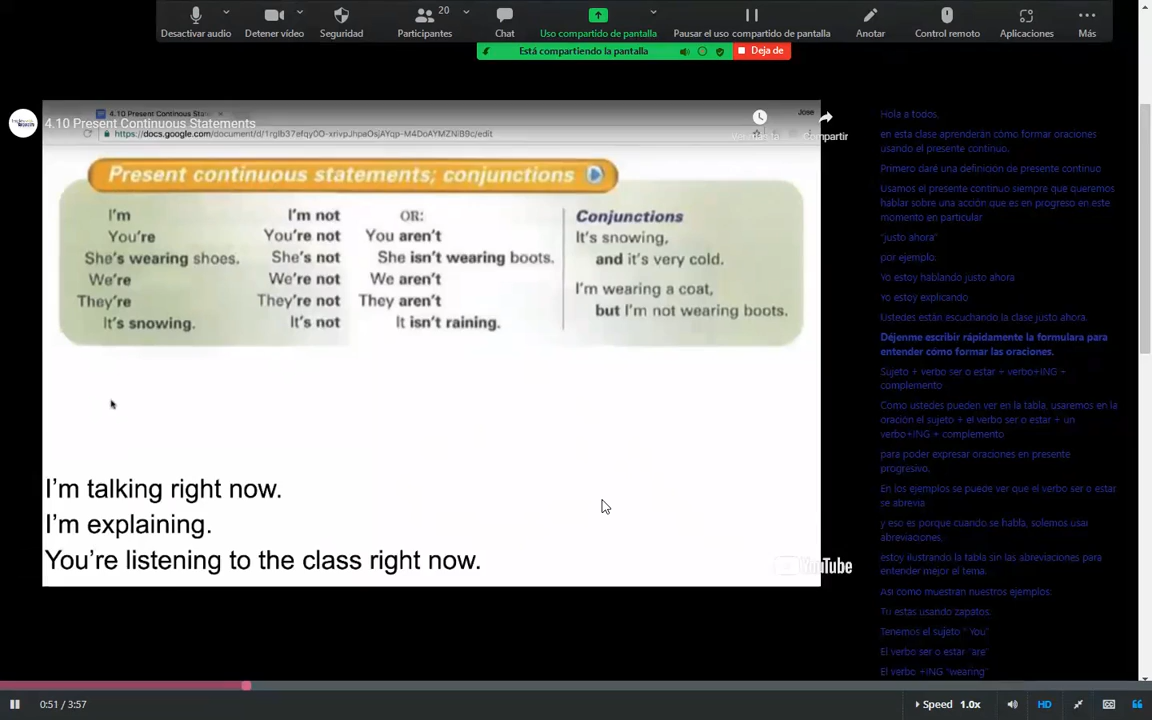 20
Desactivar audio
Detener video
Seguridad
Participantes
Chat
Uso compartido de pantalla
Pausar el uso compartido de pantalla
Anotar
Control remoto
Aplicaciones
Más
Está compartiendo la pantalla
Deja de
4.10 Present Continuous Sta
Jose
4.10 Present Continuous Statements
Compartir
Present continuous statements; conjunctions
I'm
You're
She's wearing shoes.
We're
They're
It's snowing.
I'm not
You're not
She's not
We're not
They're not
It's not
OR:
You aren't
She isn't wearing boots.
We aren't
They aren't
It isn't raining.
Conjunctions
It's snowing,
and it's very cold.
I'm wearing a coat,
but I'm not wearing boots.
I'm talking right now.
I'm explaining.
You're listening to the class right now.
YouTube
Hola a todos,
en esta clase aprenderán cómo formar oraciones
usando el presente continuo.
Primero daré una definición de presente continuo
Usamos el presente continuo siempre que queremos
hablar sobre una acción que es en progreso en este
momento en particular
"justo ahora"
por ejemplo:
Yo estoy hablando justo ahora
Yo estoy explicando
Ustedes están escuchando la clase justo ahora.
Déjenme escribir rápidamente la formulara para
entender cómo formar las oraciones.
Sujeto + verbo ser o estar + verbo+ING +
complemento
Como ustedes pueden ver en la tabla, usaremos en la
oración el sujeto + el verbo ser o estar + un
verbo+ING + complemento
para poder expresar oraciones en presente
progresivo.
En los ejemplos se puede ver que el verbo ser o estar
se abrevia
y eso es porque cuando se habla, solemos usar
abreviaciones,
estoy ilustrando la tabla sin las abreviaciones para
entender mejor el tema.
Asi como muestran nuestros ejemplos:
Tu estas usando zapatos.
Tenemos el sujeto " You"
El verbo ser o estar "are"
El verbo +ING "wearing"
0:51 / 3:57
Speed 1.0x
HD
CC